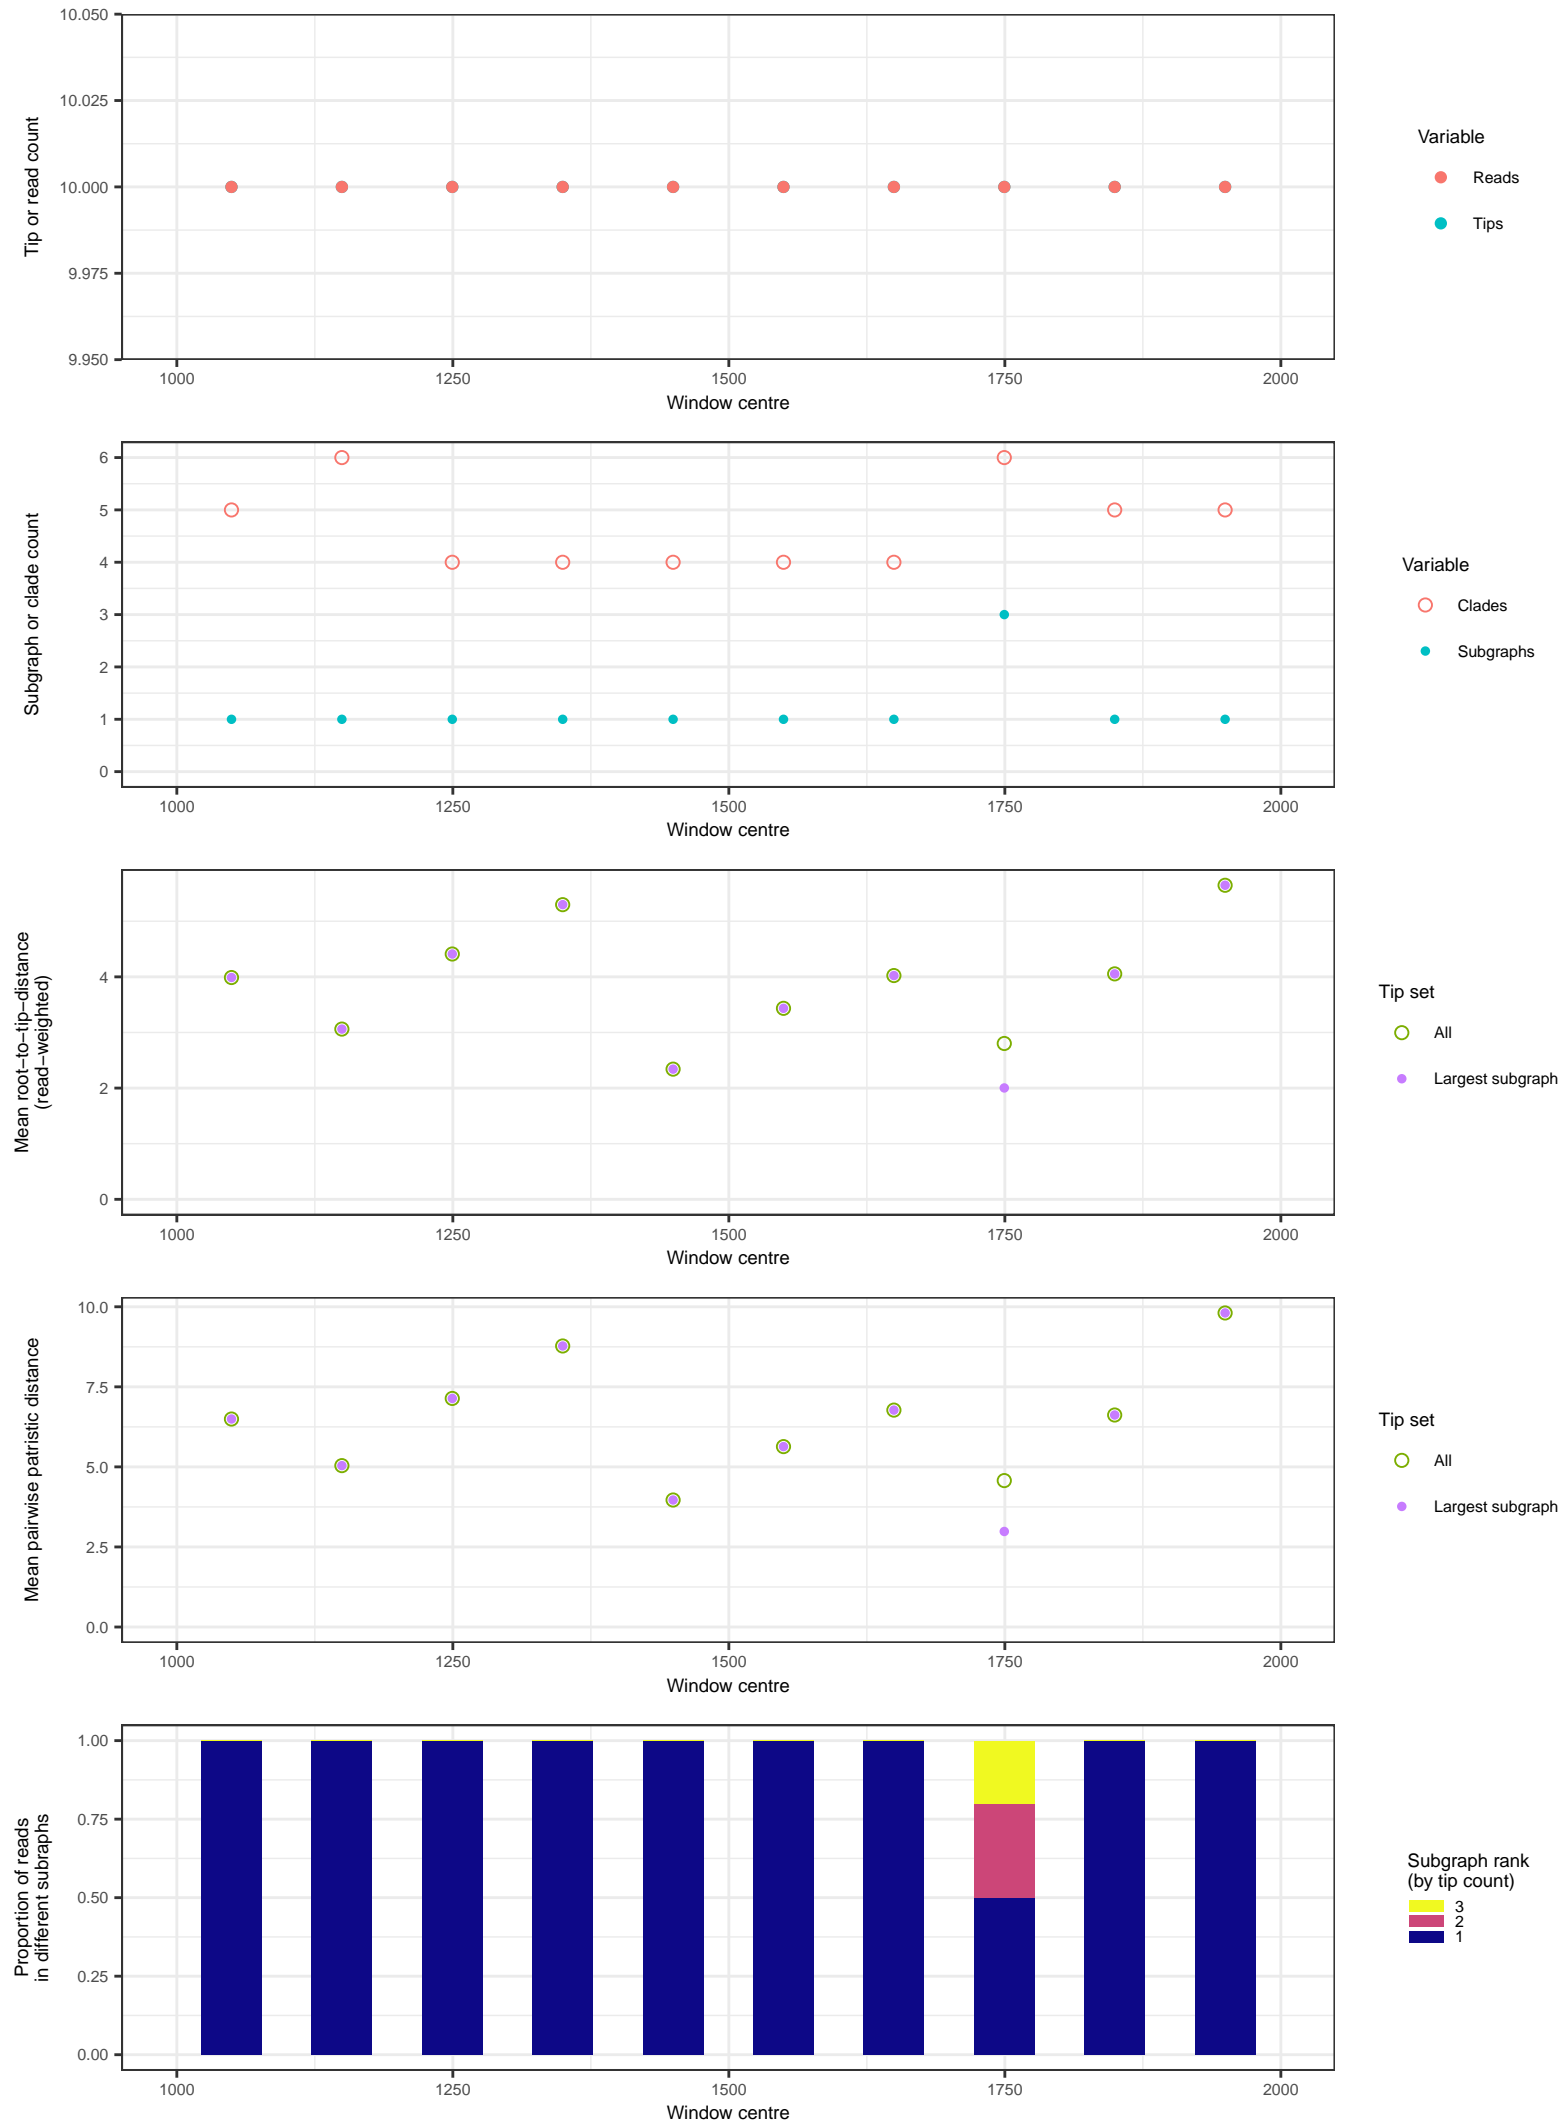 10.050
10.025
10.000
9.975
9.950
Tip or read count
1000 1250 1500 1750 2000
Window centre
Variable
Reads
Tips
6
5
4
3
2
1
0
Subgraph or clade count
1000 1250 1500 1750 2000
Window centre
Variable
Clades
Subgraphs
4
2
0
Mean root−to−tip−distance
(read−weighted)
1000 1250 1500 1750 2000
Window centre
Tip set
All
Largest subgraph
10.0
7.5
5.0
2.5
0.0
Mean pairwise patristic distance
1000 1250 1500 1750 2000
Window centre
Tip set
All
Largest subgraph
1.00
0.75
0.50
0.25
0.00
Proportion of reads
in different subraphs
1000 1250 1500 1750 2000
Window centre
Subgraph rank
(by tip count)
3
2
1